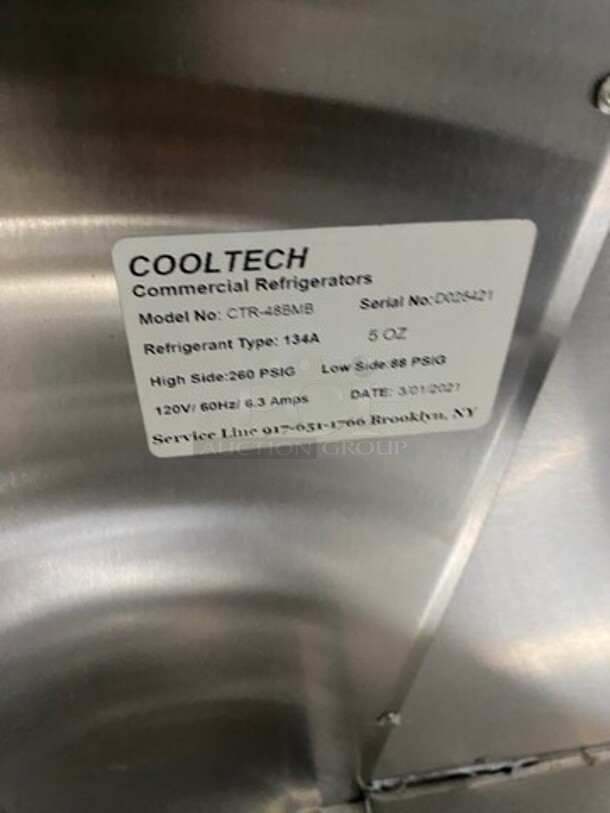 COOLTECH
Commercial Refrigerators
Model No: CTR-48BMB Serial No:D026421
Refrigerant Type: 134A 5 OZ
High Side:260 PSIG Low Side:88 PSIG
120V/ 60Hz/ 6.3 Amps DATE: 3/01/2021
Service Line 917-651-1766 Brooklyn, NY
AUCTION GROUP